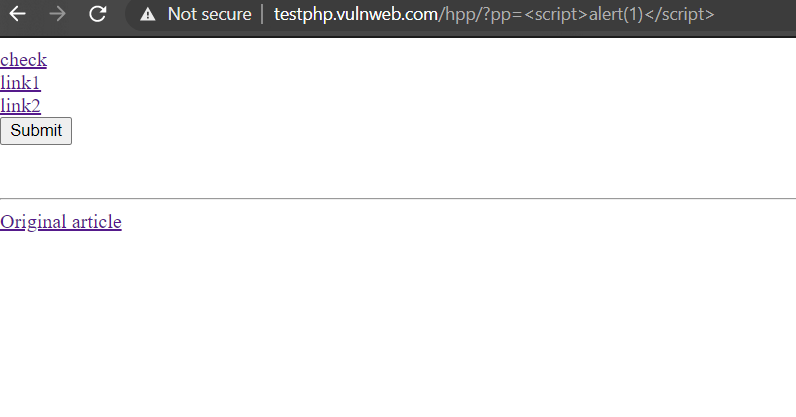 Not secure | testphp.vulnweb.com/hpp/?pp=<script>alert(1)</script>
check
link1
link2
Submit
Original article